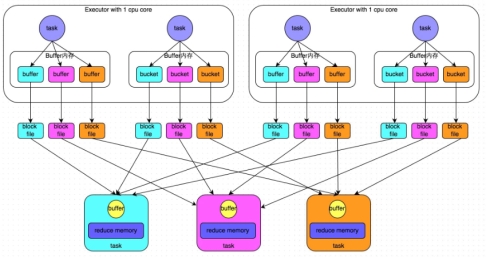 Executor with 1 cpu core
Executor with 1 cpu core
task
task
task
task
Buffer内存
Buffer内存
Buffer内存
Buffer内存
buffer
buffer
buffer
bucket
bucket
bucket
buffer
buffer
buffer
bucket
bucket
bucket
block
file
block
file
block
file
block
file
block
file
block
file
block
file
block
file
block
file
block
file
block
file
block
file
buffer
reduce memory
task
buffer
reduce memory
task
buffer
reduce memory
task